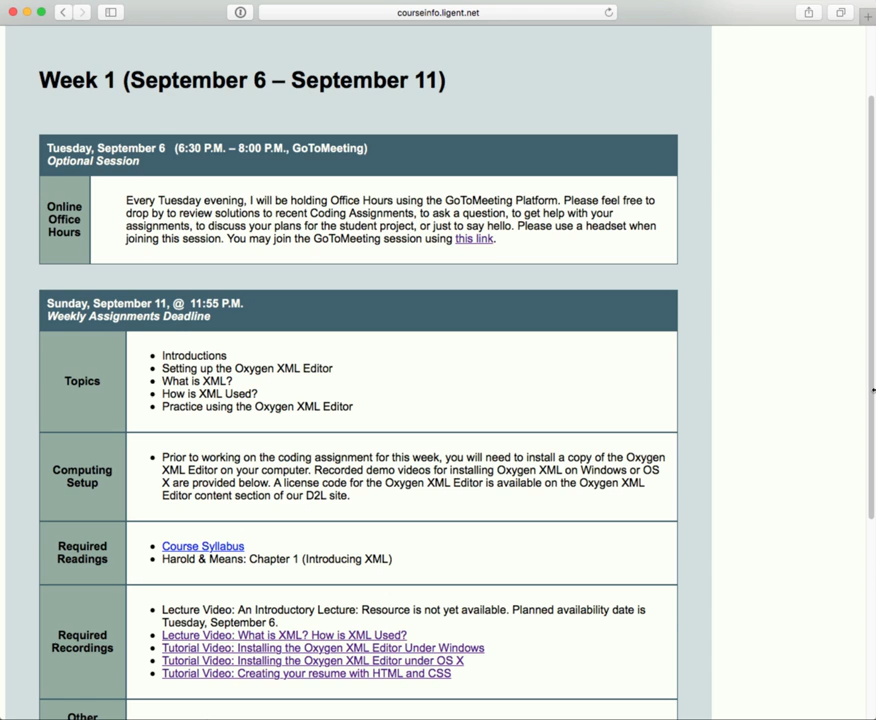 courseinfo.ligent.net
Week 1 (September 6 – September 11)
Tuesday, September 6 (6:30 P.M. – 8:00 P.M., GoToMeeting)
Optional Session
Online
Office
Hours
Every Tuesday evening, I will be holding Office Hours using the GoToMeeting Platform. Please feel free to
drop by to review solutions to recent Coding Assignments, to ask a question, to get help with your
assignments, to discuss your plans for the student project, or just to say hello. Please use a headset when
joining this session. You may join the GoToMeeting session using this link.
Sunday, September 11, @ 11:55 P.M.
Weekly Assignments Deadline
Topics
• Introductions
• Setting up the Oxygen XML Editor
• What is XML?
• How is XML Used?
• Practice using the Oxygen XML Editor
Computing
Setup
• Prior to working on the coding assignment for this week, you will need to install a copy of the Oxygen
XML Editor on your computer. Recorded demo videos for installing Oxygen XML on Windows or OS
X are provided below. A license code for the Oxygen XML Editor is available on the Oxygen XML
Editor content section of our D2L site.
Required
Readings
• Course Syllabus
• Harold & Means: Chapter 1 (Introducing XML)
Required
Recordings
• Lecture Video: An Introductory Lecture: Resource is not yet available. Planned availability date is
Tuesday, September 6.
• Lecture Video: What is XML? How is XML Used?
• Tutorial Video: Installing the Oxygen XML Editor Under Windows
• Tutorial Video: Installing the Oxygen XML Editor under OS X
• Tutorial Video: Creating your resume with HTML and CSS
Other